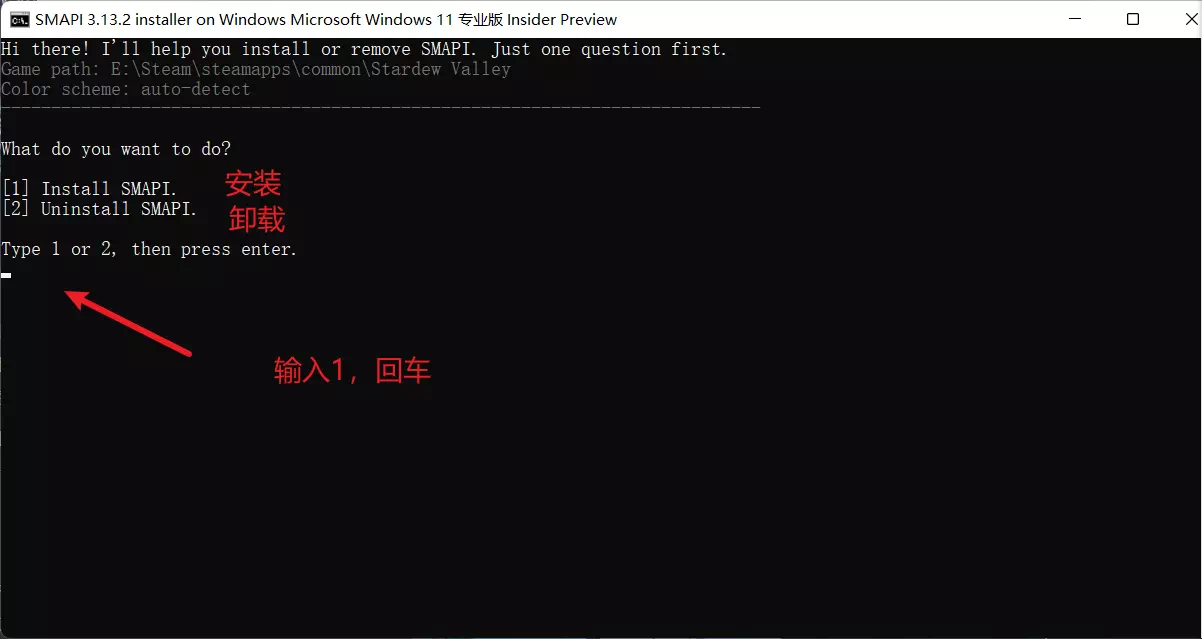 SMAPI 3.13.2 installer on Windows Microsoft Windows 11 专业版 Insider Preview
Hi there! I'll help you install or remove SMAPI. Just one question first.
Game path: E:\Steam\steamapps\common\Stardew Valley
Color scheme: auto-detect
----------------------------------------------------------------------------
What do you want to do?
[1] Install SMAPI. 安装
[2] Uninstall SMAPI. 卸载
Type 1 or 2, then press enter.
输入1，回车